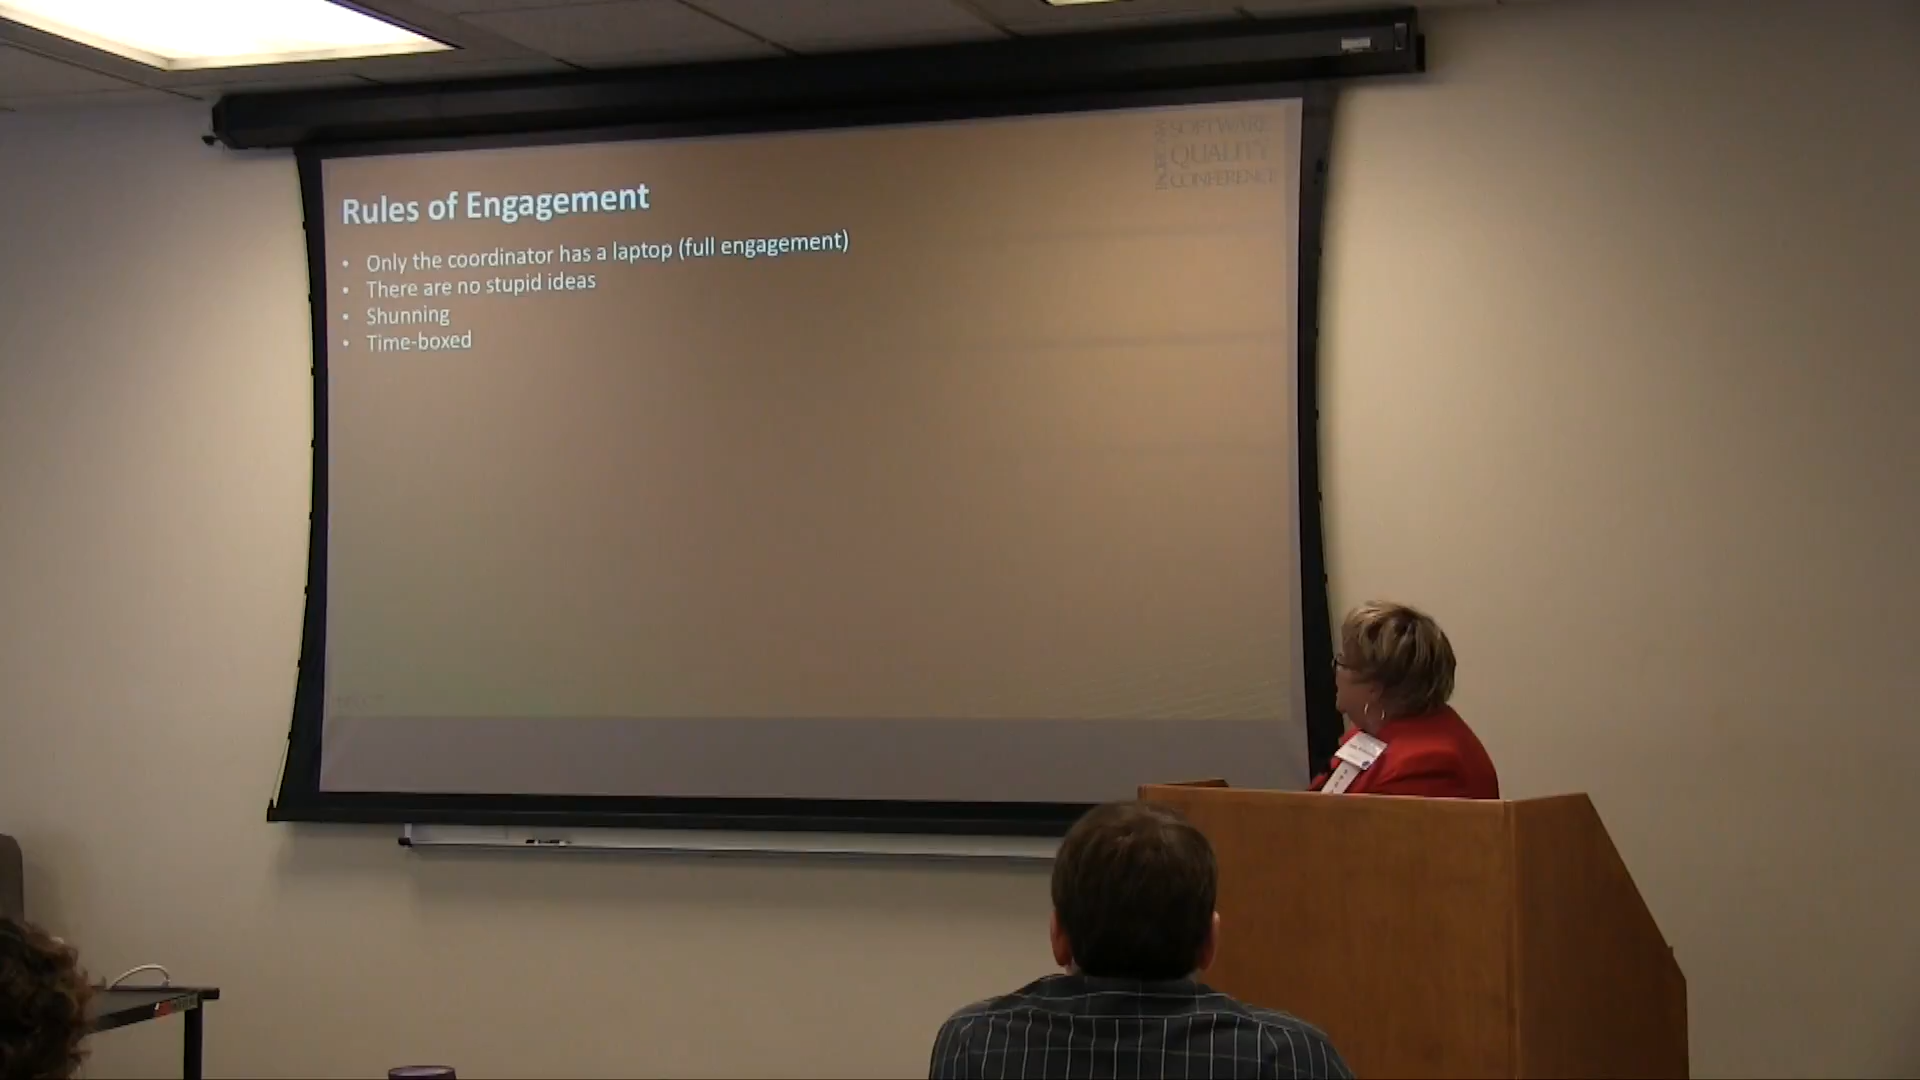 SOFTWARE
QUALITY
CONFERENCE
Rules of Engagement
• Only the coordinator has a laptop (full engagement)
• There are no stupid ideas
• Shunning
• Time-boxed